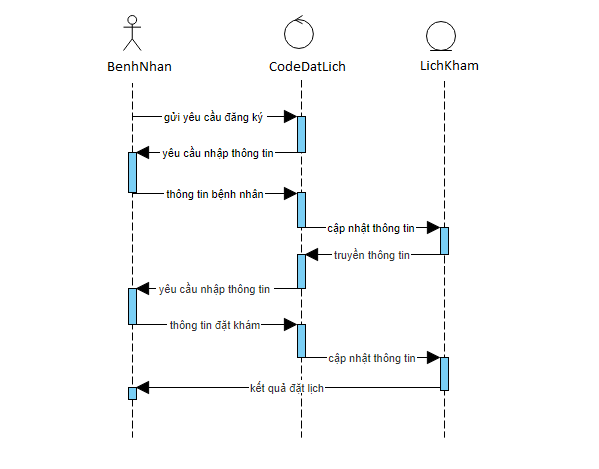 BenhNhan
CodeDatLich
LichKham
gửi yêu cầu đăng ký
yêu cầu nhập thông tin
thông tin bệnh nhân
cập nhật thông tin
truyền thông tin
yêu cầu nhập thông tin
thông tin đặt khám
cập nhật thông tin
kết quả đặt lịch